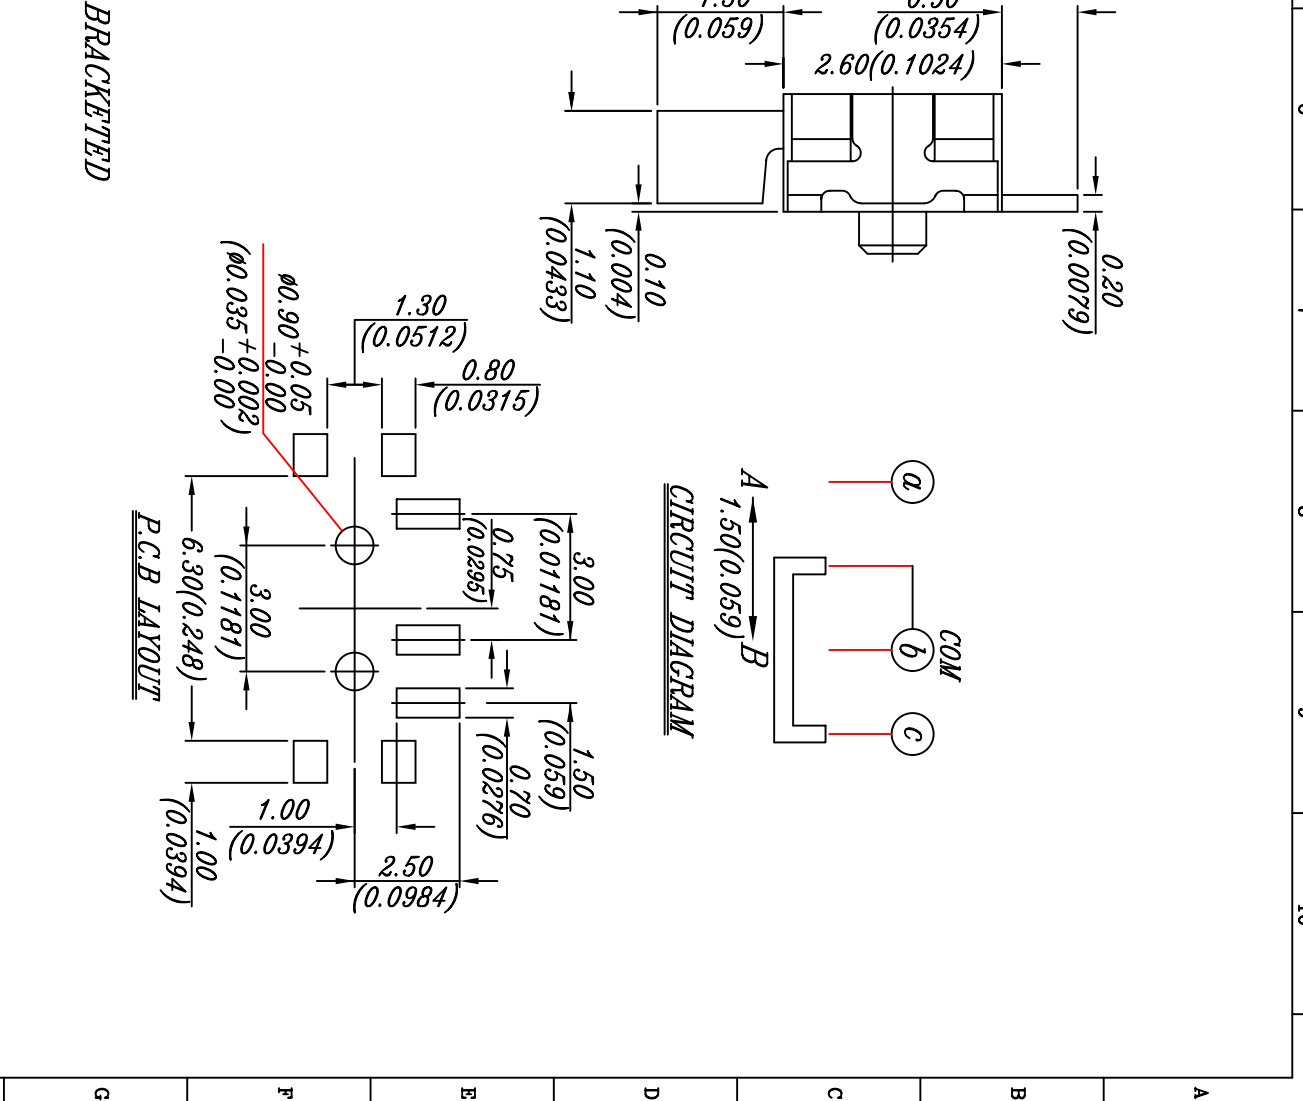 BRACKETED
(0.059)
(0.0354)
2.60(0.1024)
0.20
(0.0079)
0.10
(0.004)
1.10
(0.0433)
1.30
(0.0512)
0.80
(0.0315)
ø0.90+0.05
-0.00
(ø0.035+0.002
-0.00)
3.00
(0.01181)
0.75
(0.0295)
3.00
(0.1181)
6.30(0.248)
P.C.B LAYOUT
1.50
(0.059)
0.70
(0.0276)
1.00
(0.0394)
1.00
(0.0394)
2.50
(0.0984)
a
b
c
COM
A
B
1.50(0.059)
CIRCUIT DIAGRAM
G
F
E
D
C
B
A